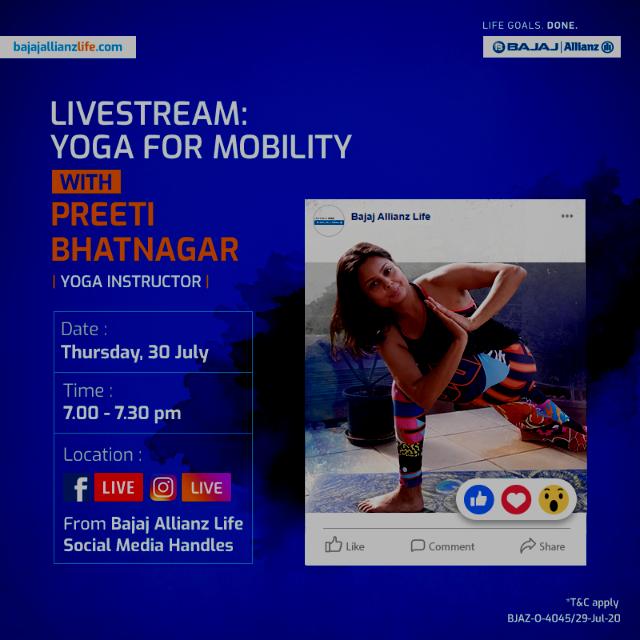 LIFE GOALS. DONE.
bajajallianzlife.com
BAJAJ | Allianz
LIVESTREAM:
YOGA FOR MOBILITY
WITH
PREETI
BHATNAGAR
| YOGA INSTRUCTOR |
Date :
Thursday, 30 July
Time :
7.00 - 7.30 pm
Location :
f LIVE LIVE
From Bajaj Allianz Life
Social Media Handles
Bajaj Allianz Life
Like Comment Share
*T&C apply
BJAZ-O-4045/29-Jul-20